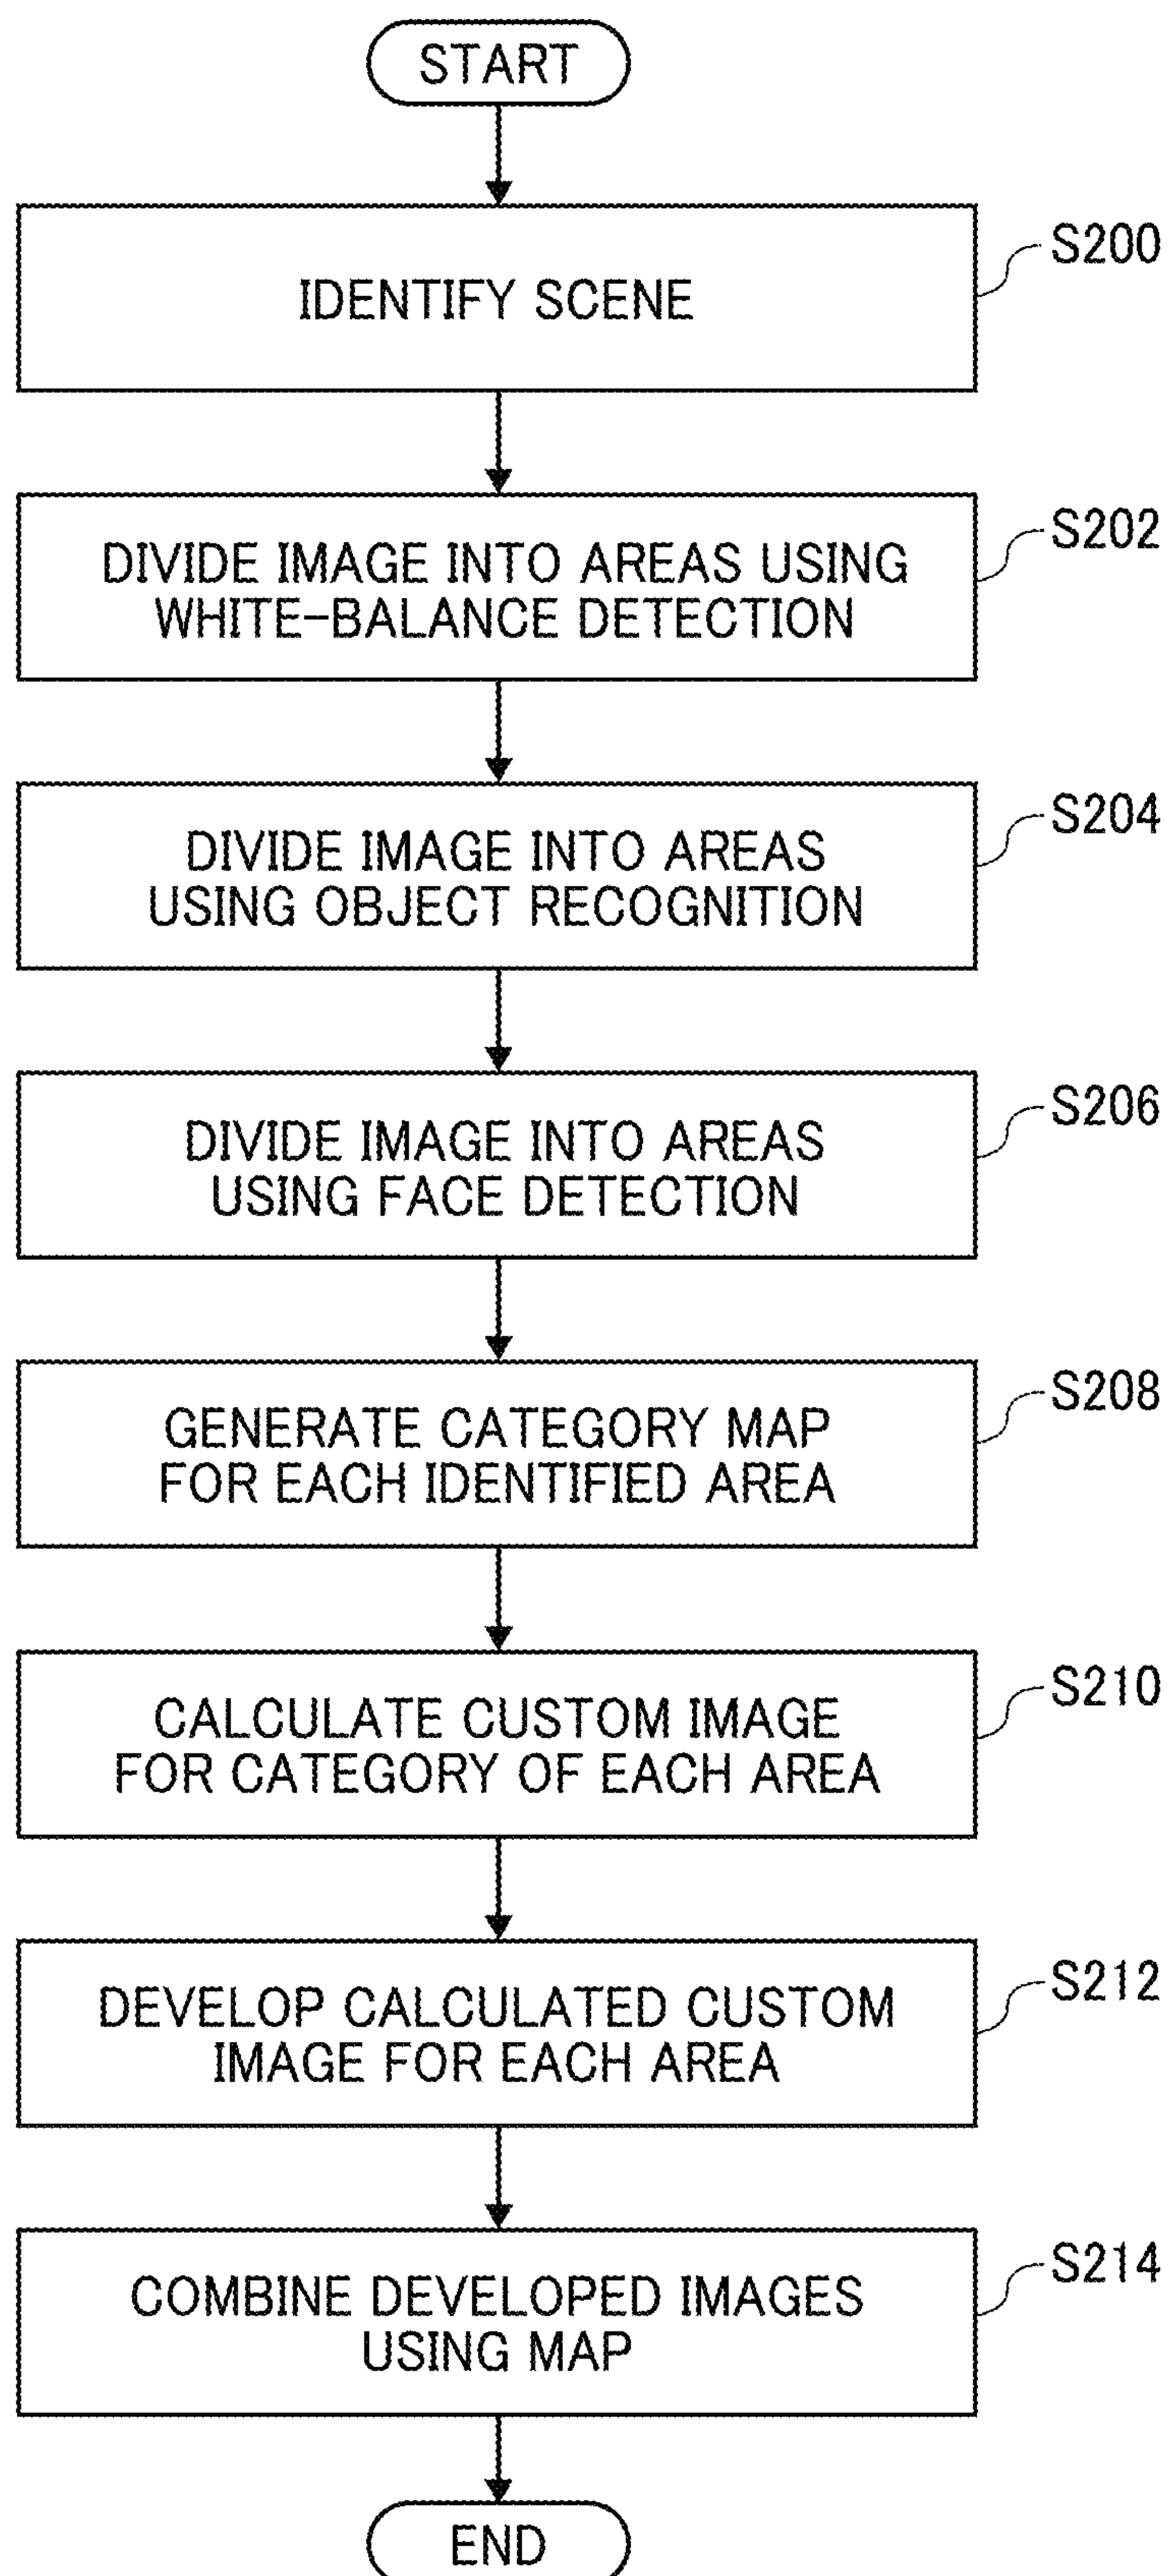 START
S200
IDENTIFY SCENE
S202
DIVIDE IMAGE INTO AREAS USING
WHITE-BALANCE DETECTION
S204
DIVIDE IMAGE INTO AREAS
USING OBJECT RECOGNITION
S206
DIVIDE IMAGE INTO AREAS
USING FACE DETECTION
S208
GENERATE CATEGORY MAP
FOR EACH IDENTIFIED AREA
S210
CALCULATE CUSTOM IMAGE
FOR CATEGORY OF EACH AREA
S212
DEVELOP CALCULATED CUSTOM
IMAGE FOR EACH AREA
S214
COMBINE DEVELOPED IMAGES
USING MAP
END